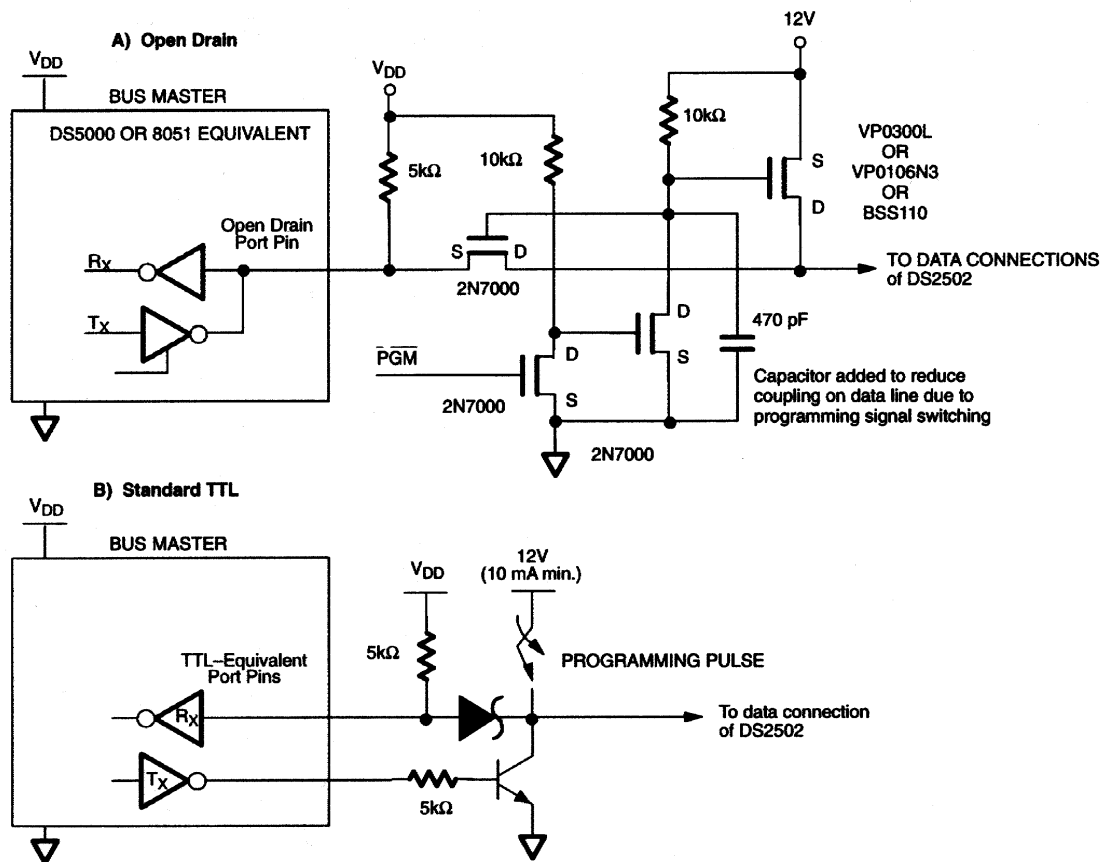 A) Open Drain
VDD
BUS MASTER
DS5000 OR 8051 EQUIVALENT
Open Drain
Port Pin
RX
TX
VDD
5kΩ
10kΩ
S
D
2N7000
PGM
D
S
2N7000
12V
10kΩ
S
D
VP0300L
OR
VP0106N3
OR
BSS110
TO DATA CONNECTIONS
of DS2502
D
S
2N7000
470 pF
Capacitor added to reduce
coupling on data line due to
programming signal switching
B) Standard TTL
VDD
BUS MASTER
TTL–Equivalent
Port Pins
RX
TX
VDD
5kΩ
5kΩ
12V
(10 mA min.)
PROGRAMMING PULSE
To data connection
of DS2502